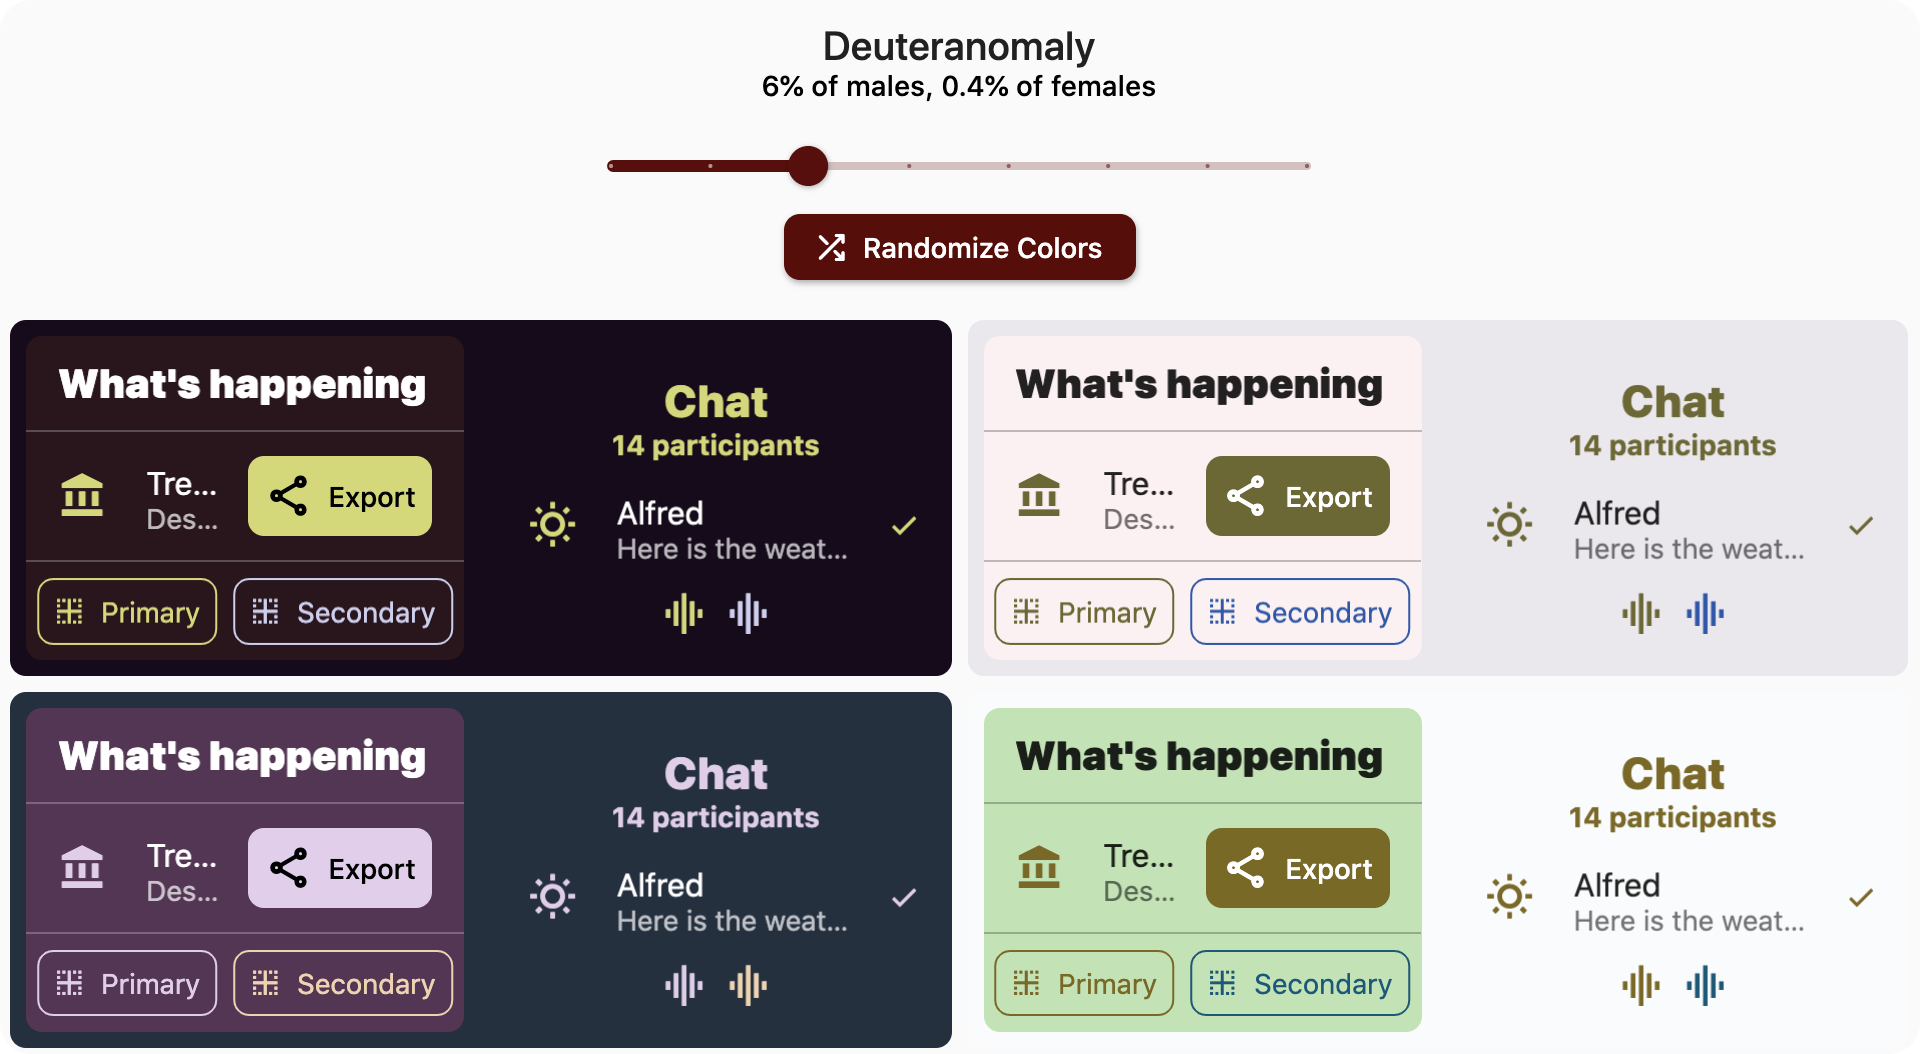 Deuteranomaly
6% of males, 0.4% of females
Randomize Colors
What's happening
Tre...
Des...
Export
Primary
Secondary
Chat
14 participants
Alfred
Here is the weat...
What's happening
Tre...
Des...
Export
Primary
Secondary
Chat
14 participants
Alfred
Here is the weat...
What's happening
Tre...
Des...
Export
Primary
Secondary
Chat
14 participants
Alfred
Here is the weat...
What's happening
Tre...
Des...
Export
Primary
Secondary
Chat
14 participants
Alfred
Here is the weat...